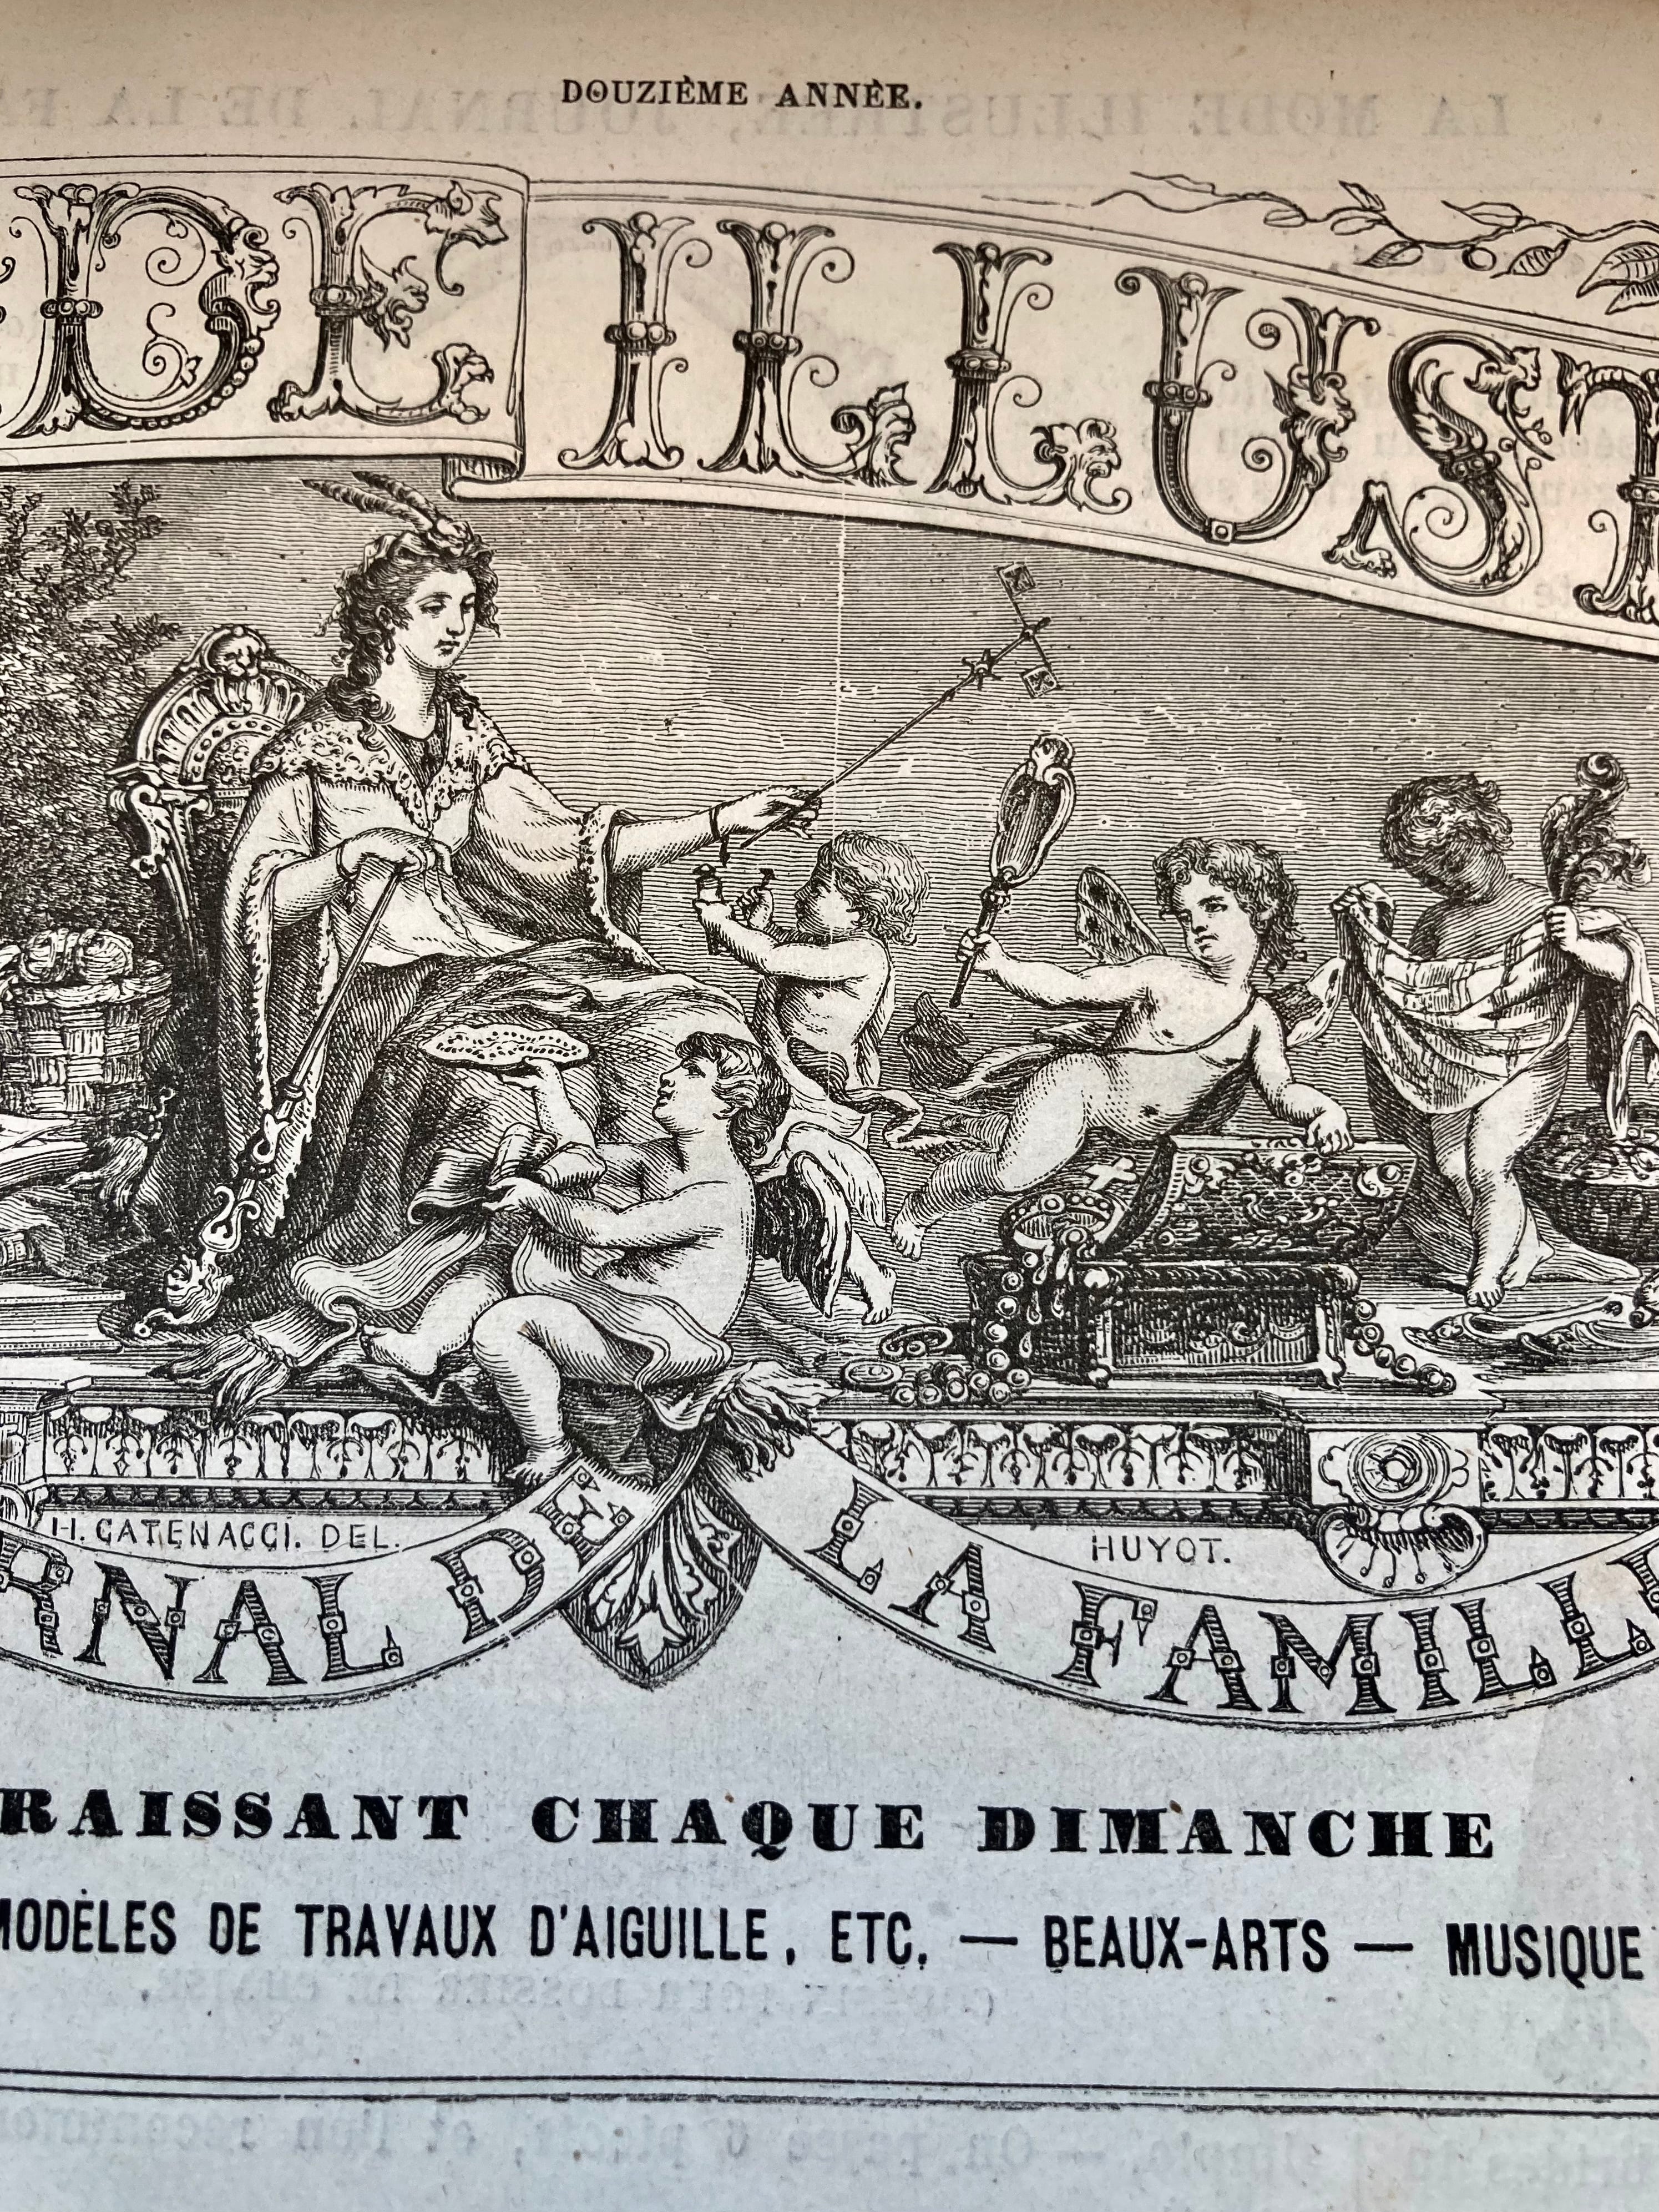 DOUZIÈME ANNÉE.
DE ILLUST
H. CATENACCI. DEL.
HUYOT.
RNAL DE LA FAMILL
RAISSANT CHAQUE DIMANCHE
MODÈLES DE TRAVAUX D'AIGUILLE, ETC. — BEAUX-ARTS — MUSIQUE